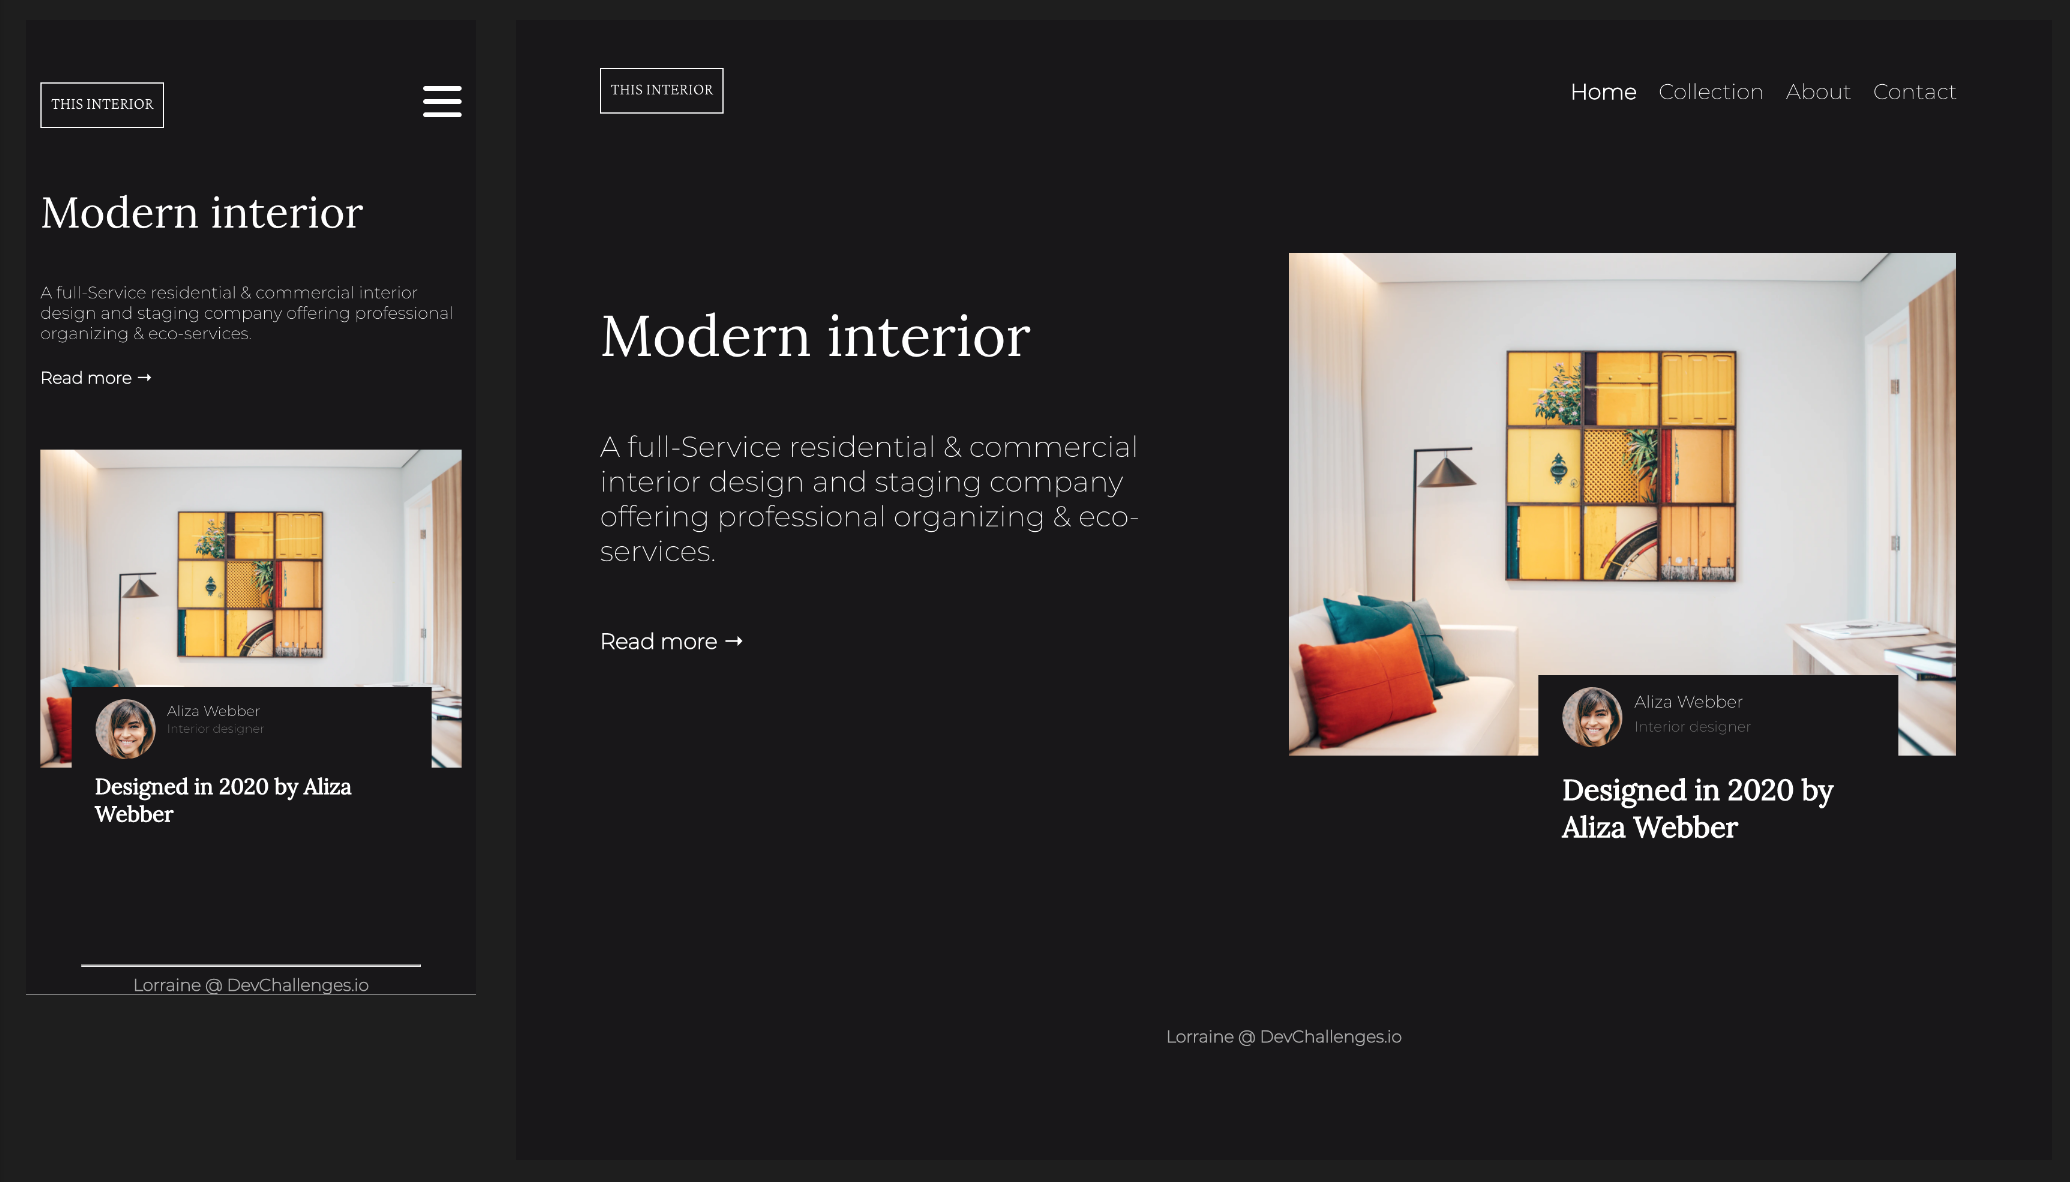 THIS INTERIOR
Modern interior
A full-Service residential & commercial interior
design and staging company offering professional
organizing & eco-services.
Read more →
Aliza Webber
Interior designer
Designed in 2020 by Aliza
Webber
Lorraine @ DevChallenges.io
THIS INTERIOR
Home Collection About Contact
Modern interior
A full-Service residential & commercial
interior design and staging company
offering professional organizing & eco-
services.
Read more →
Aliza Webber
Interior designer
Designed in 2020 by
Aliza Webber
Lorraine @ DevChallenges.io